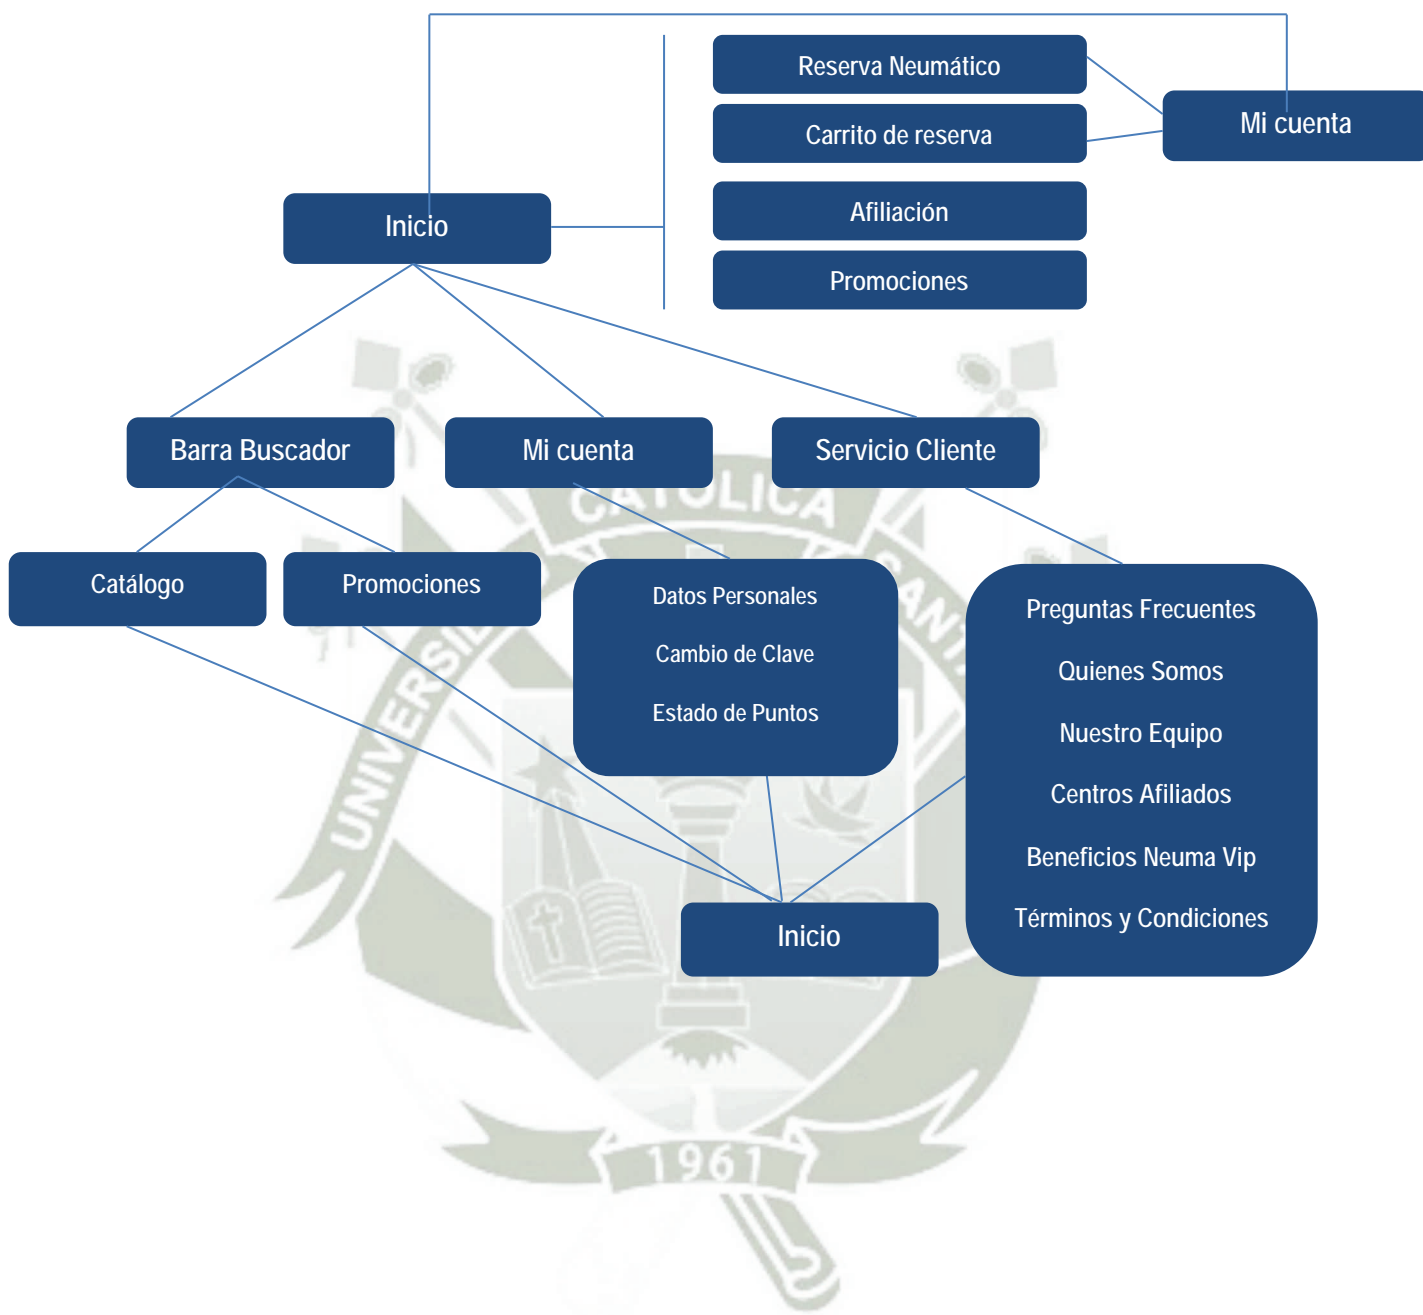 Reserva Neumático
Mi cuenta
Carrito de reserva
Afiliación
Inicio
Promociones
Barra Buscador
Mi cuenta
Servicio Cliente
CATOLICA
Catálogo
Promociones
Datos Personales
Cambio de Clave
Estado de Puntos
Preguntas Frecuentes
Quienes Somos
Nuestro Equipo
Centros Afiliados
Beneficios Neuma Vip
Términos y Condiciones
Inicio
1961